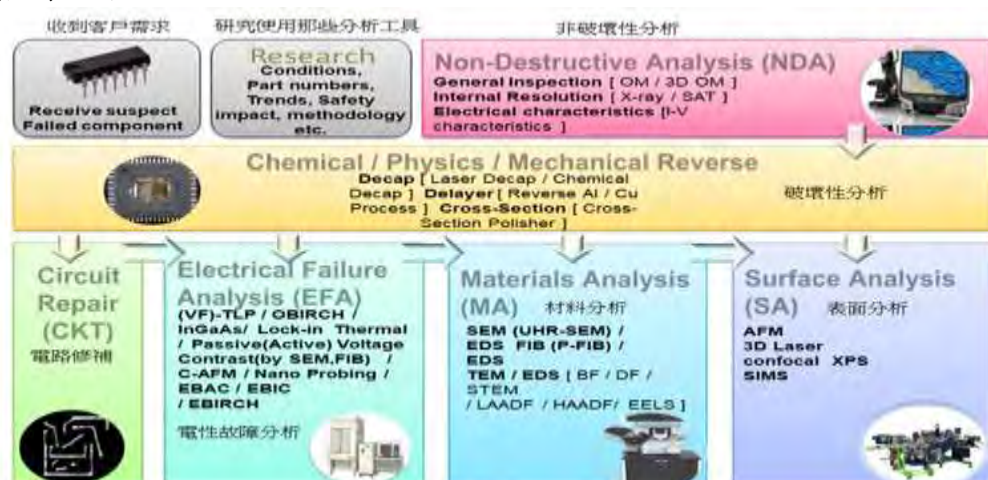 收到客戶需求
研究使用那些分析工具
非破壞性分析
Receive suspect
Failed component
Research
Conditions,
Part numbers,
Trends, Safety
impact, methodology
etc.
Non-Destructive Analysis (NDA)
General Inspection [ OM / 3D OM ]
Internal Resolution [ X-ray / SAT ]
Electrical characteristics [I-V
characteristics ]
Chemical / Physics / Mechanical Reverse
Decap [ Laser Decap / Chemical
Decap ] Delayer [ Reverse Al / Cu
Process ] Cross-Section [ Cross-
Section Polisher ]
破壞性分析
Circuit
Repair
(CKT)
電路修補
Electrical Failure
Analysis (EFA)
(VF)-TLP / OBIRCH /
InGaAs/ Lock-in Thermal
/ Passive(Active) Voltage
Contrast(by SEM,FIB) /
C-AFM / Nano Probing /
EBAC / EBIC
/ EBIRCH
電性故障分析
Materials Analysis
(MA) 材料分析
SEM (UHR-SEM) /
EDS FIB (P-FIB) /
EDS
TEM / EDS [ BF / DF /
STEM
/ LAADF / HAADF/ EELS ]
Surface Analysis
(SA) 表面分析
AFM
3D Laser
confocal XPS
SIMS